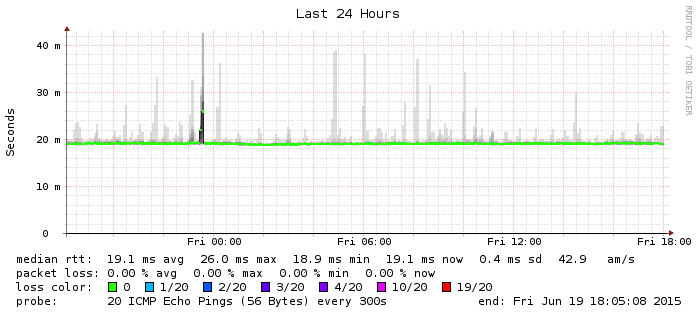 Last 24 Hours
RRDTOOL / TOBI OETIKER
Seconds
40 m
30 m
20 m
10 m
0
Fri 00:00 Fri 06:00 Fri 12:00 Fri 18:00
median rtt: 19.1 ms avg 26.0 ms max 18.9 ms min 19.1 ms now 0.4 ms sd 42.9 am/s
packet loss: 0.00 % avg 0.00 % max 0.00 % min 0.00 % now
loss color: 0 1/20 2/20 3/20 4/20 10/20 19/20
probe: 20 ICMP Echo Pings (56 Bytes) every 300s end: Fri Jun 19 18:05:08 2015